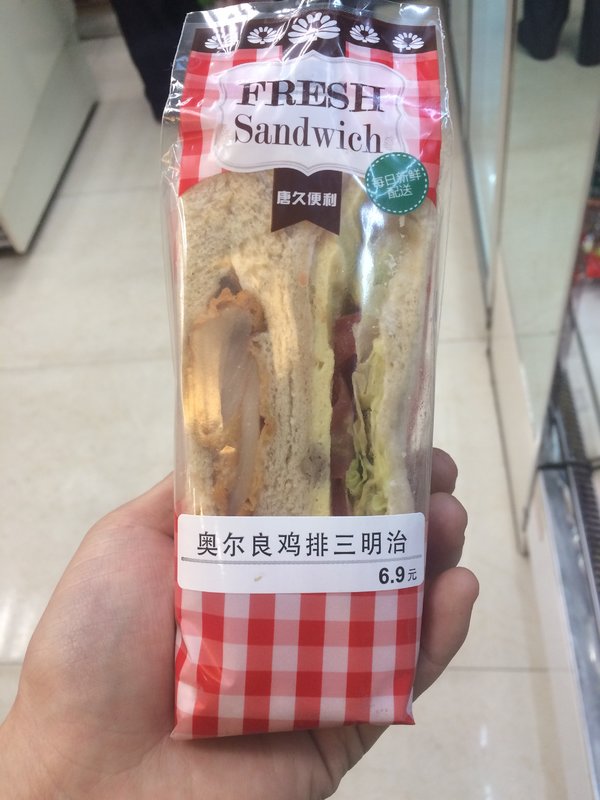 FRESH
Sandwich
唐久便利
每日新鲜
配送
奥尔良鸡排三明治
6.9元